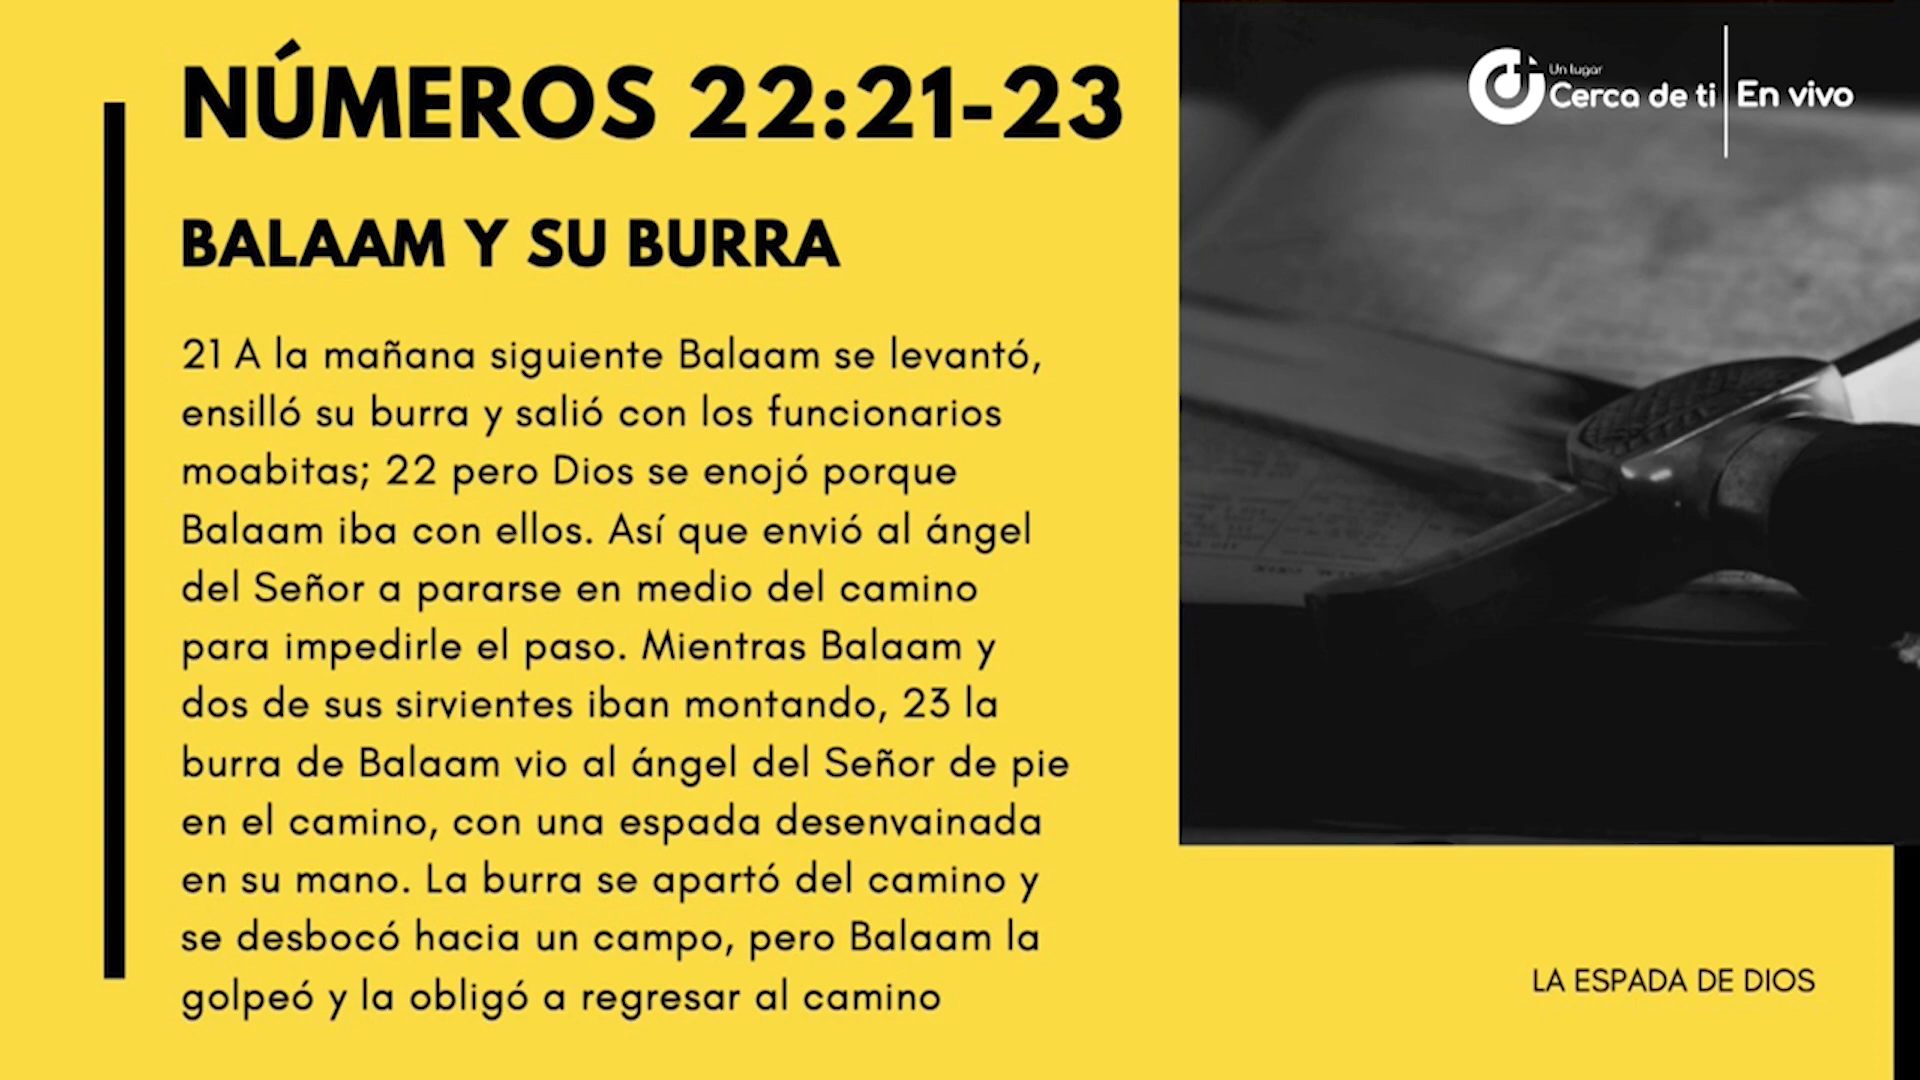 NÚMEROS 22:21-23
BALAAM Y SU BURRA
21 A la mañana siguiente Balaam se levantó,
ensilló su burra y salió con los funcionarios
moabitas; 22 pero Dios se enojó porque
Balaam iba con ellos. Así que envió al ángel
del Señor a pararse en medio del camino
para impedirle el paso. Mientras Balaam y
dos de sus sirvientes iban montando, 23 la
burra de Balaam vio al ángel del Señor de pie
en el camino, con una espada desenvainada
en su mano. La burra se apartó del camino y
se desbocó hacia un campo, pero Balaam la
golpeó y la obligó a regresar al camino
Un lugar
Cerca de ti
En vivo
LA ESPADA DE DIOS